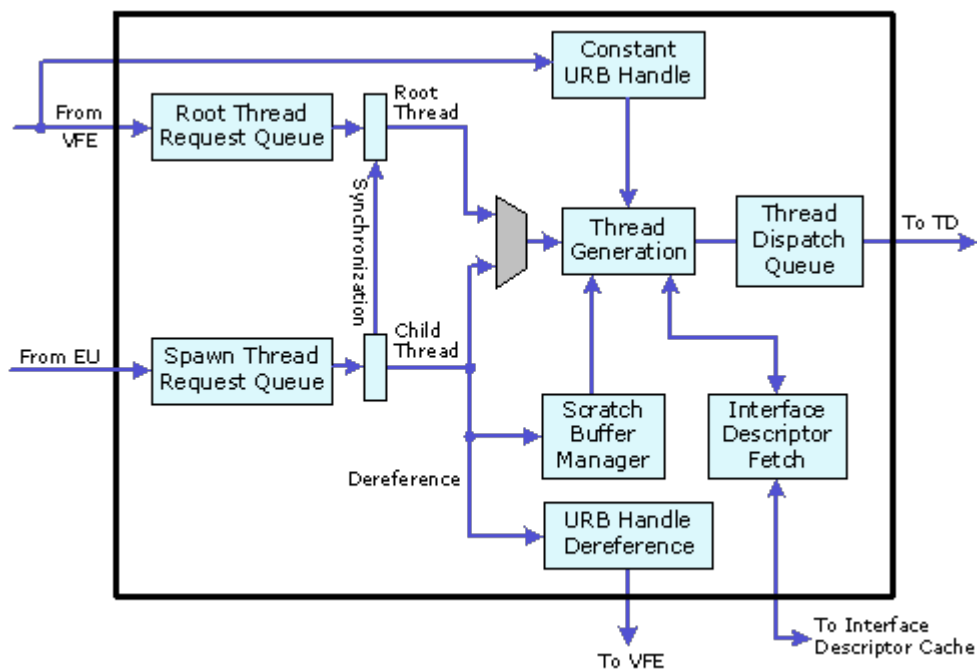 Constant
URB Handle
From
VFE
Root Thread
Request Queue
Root
Thread
Synchronization
Thread
Generation
Thread
Dispatch
Queue
To TD
From EU
Spawn Thread
Request Queue
Child
Thread
Scratch
Buffer
Manager
Interface
Descriptor
Fetch
Dereference
URB Handle
Dereference
To VFE
To Interface
Descriptor Cache